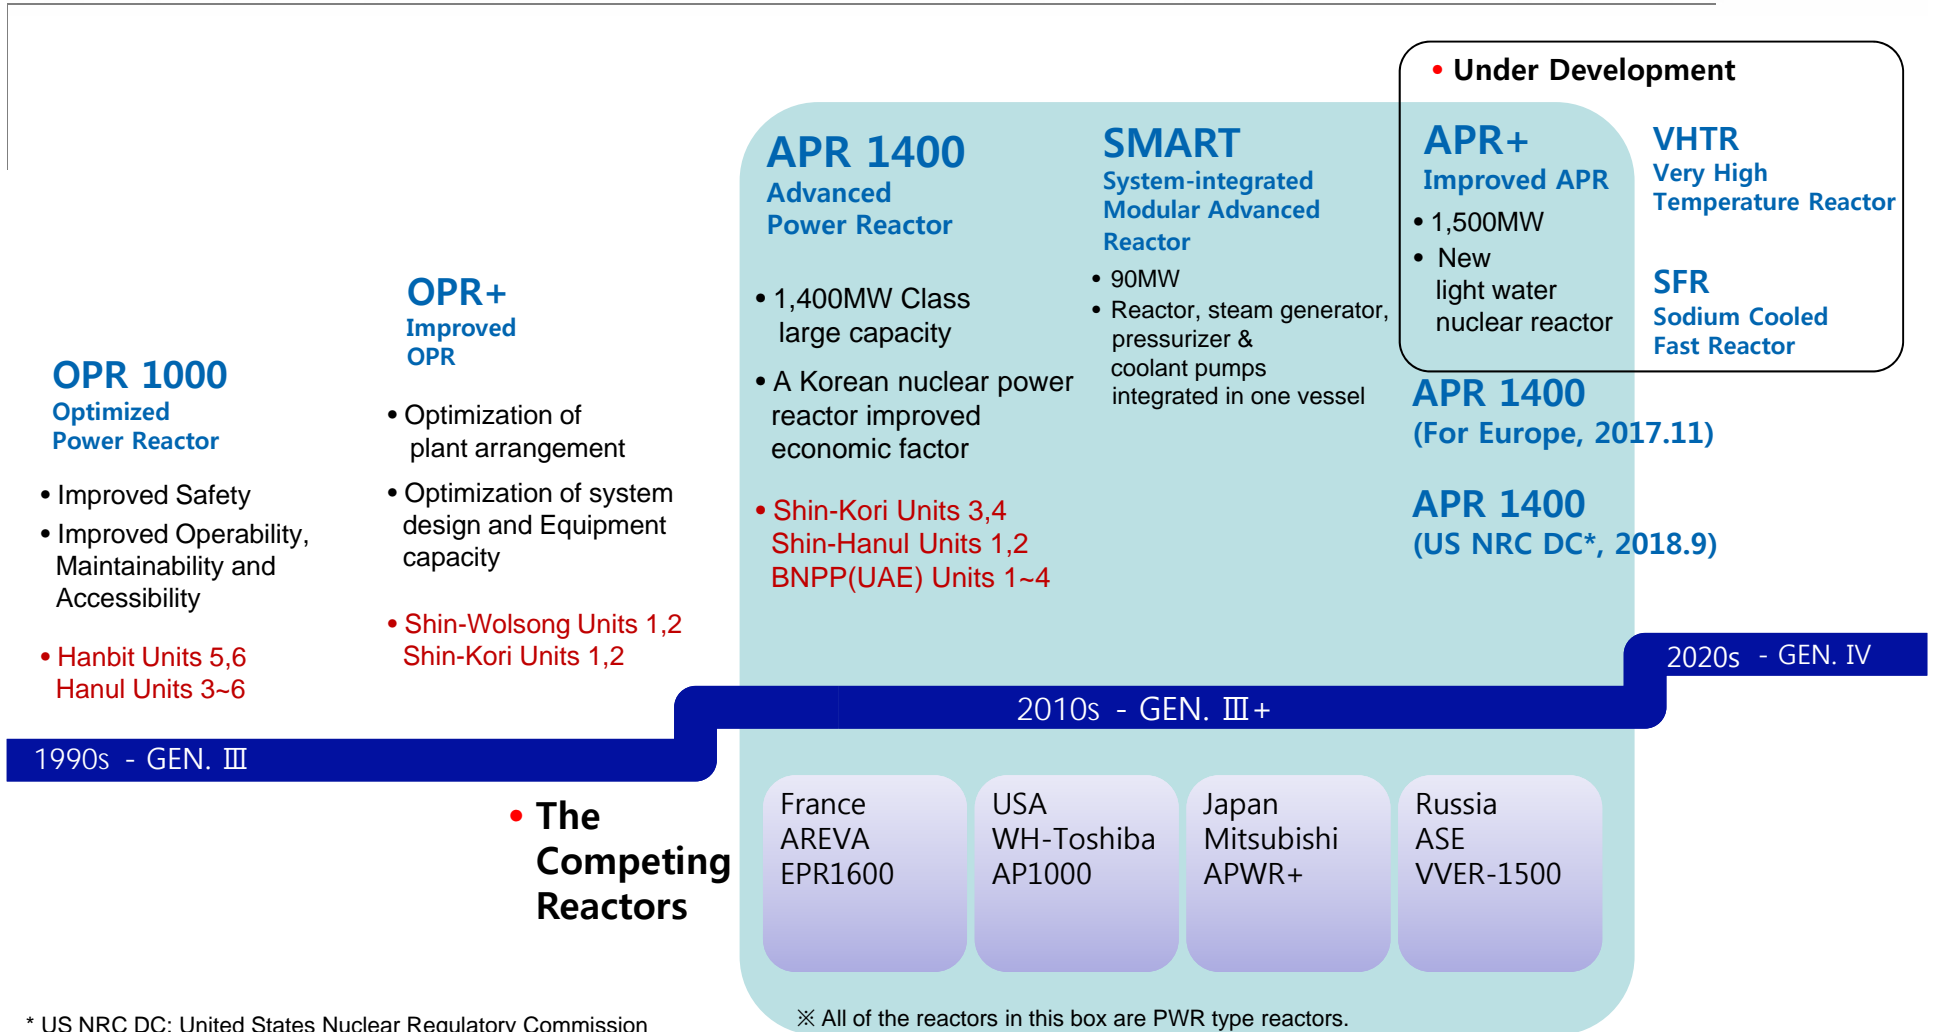 • Under Development
APR 1400
Advanced
Power Reactor
• 1,400MW Class
large capacity
• A Korean nuclear power
reactor improved
economic factor
• Shin-Kori Units 3,4
Shin-Hanul Units 1,2
BNPP(UAE) Units 1~4
SMART
System-integrated
Modular Advanced
Reactor
• 90MW
• Reactor, steam generator,
pressurizer &
coolant pumps
integrated in one vessel
APR+
Improved APR
• 1,500MW
• New
light water
nuclear reactor
VHTR
Very High
Temperature Reactor
SFR
Sodium Cooled
Fast Reactor
APR 1400
(For Europe, 2017.11)
APR 1400
(US NRC DC*, 2018.9)
OPR+
Improved
OPR
• Optimization of
plant arrangement
• Optimization of system
design and Equipment
capacity
• Shin-Wolsong Units 1,2
Shin-Kori Units 1,2
OPR 1000
Optimized
Power Reactor
• Improved Safety
• Improved Operability,
Maintainability and
Accessibility
• Hanbit Units 5,6
Hanul Units 3~6
1990s - GEN. Ⅲ
2010s - GEN. Ⅲ+
2020s - GEN. IV
• The
Competing
Reactors
France
AREVA
EPR1600
USA
WH-Toshiba
AP1000
Japan
Mitsubishi
APWR+
Russia
ASE
VVER-1500
* US NRC DC: United States Nuclear Regulatory Commission
※ All of the reactors in this box are PWR type reactors.